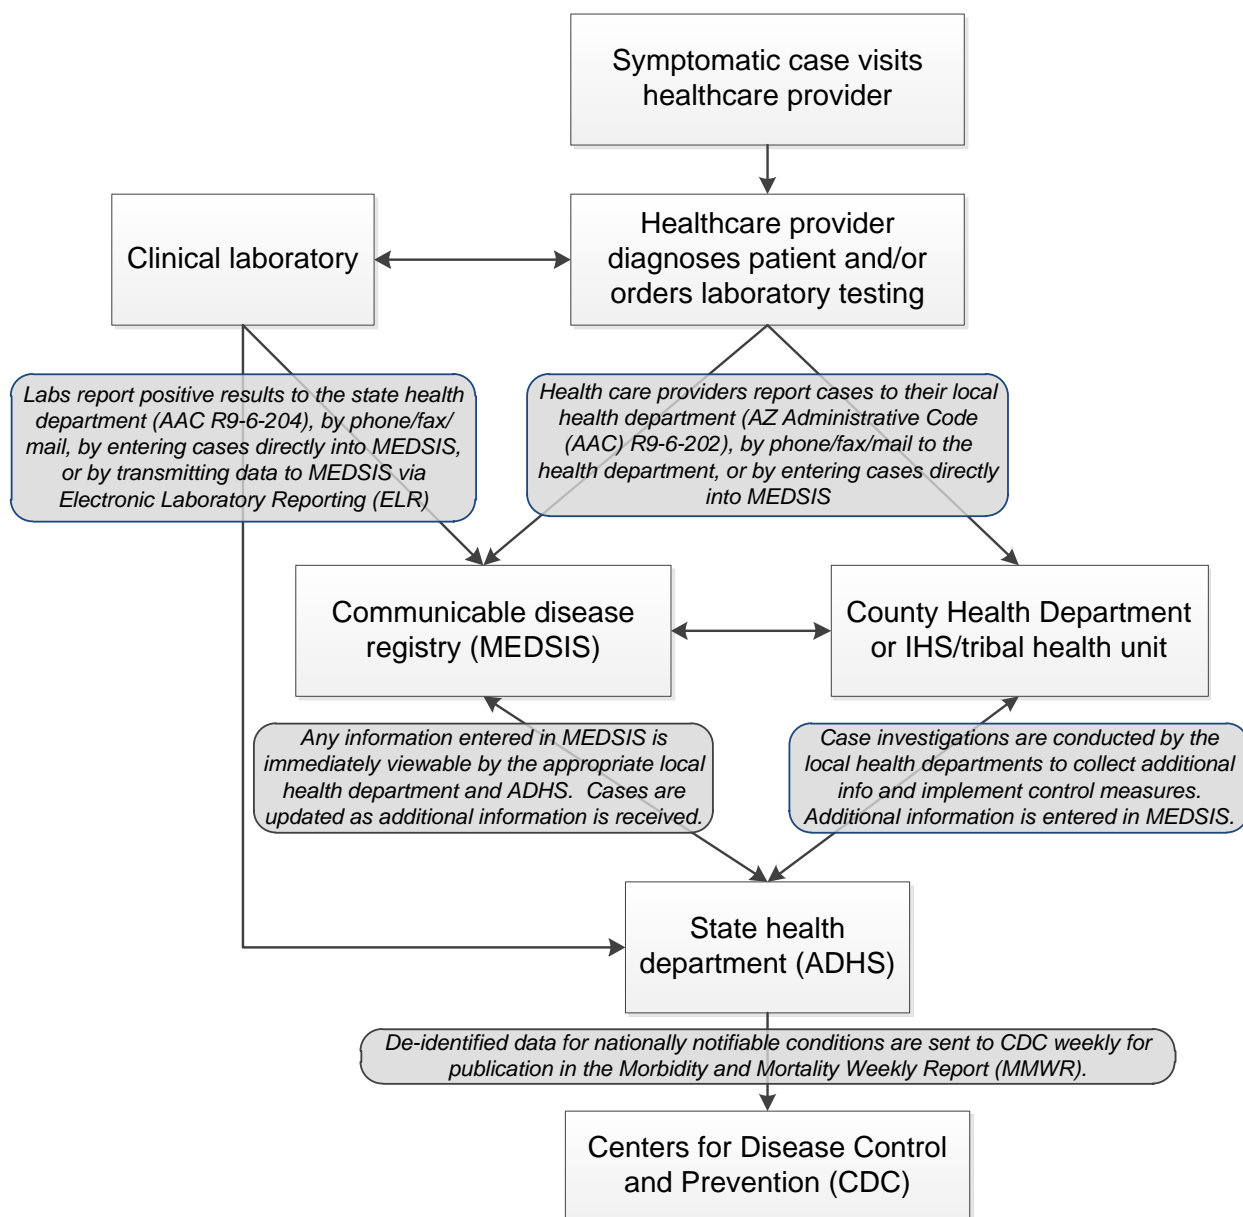 Symptomatic case visits
healthcare provider
Clinical laboratory
Healthcare provider
diagnoses patient and/or
orders laboratory testing
Labs report positive results to the state health
department (AAC R9-6-204), by phone/fax/
mail, by entering cases directly into MEDSIS,
or by transmitting data to MEDSIS via
Electronic Laboratory Reporting (ELR)
Health care providers report cases to their local
health department (AZ Administrative Code
(AAC) R9-6-202), by phone/fax/mail to the
health department, or by entering cases directly
into MEDSIS
Communicable disease
registry (MEDSIS)
County Health Department
or IHS/tribal health unit
Any information entered in MEDSIS is
immediately viewable by the appropriate local
health department and ADHS.  Cases are
updated as additional information is received.
Case investigations are conducted by the
local health departments to collect additional
info and implement control measures.
Additional information is entered in MEDSIS.
State health
department (ADHS)
De-identified data for nationally notifiable conditions are sent to CDC weekly for
publication in the Morbidity and Mortality Weekly Report (MMWR).
Centers for Disease Control
and Prevention (CDC)